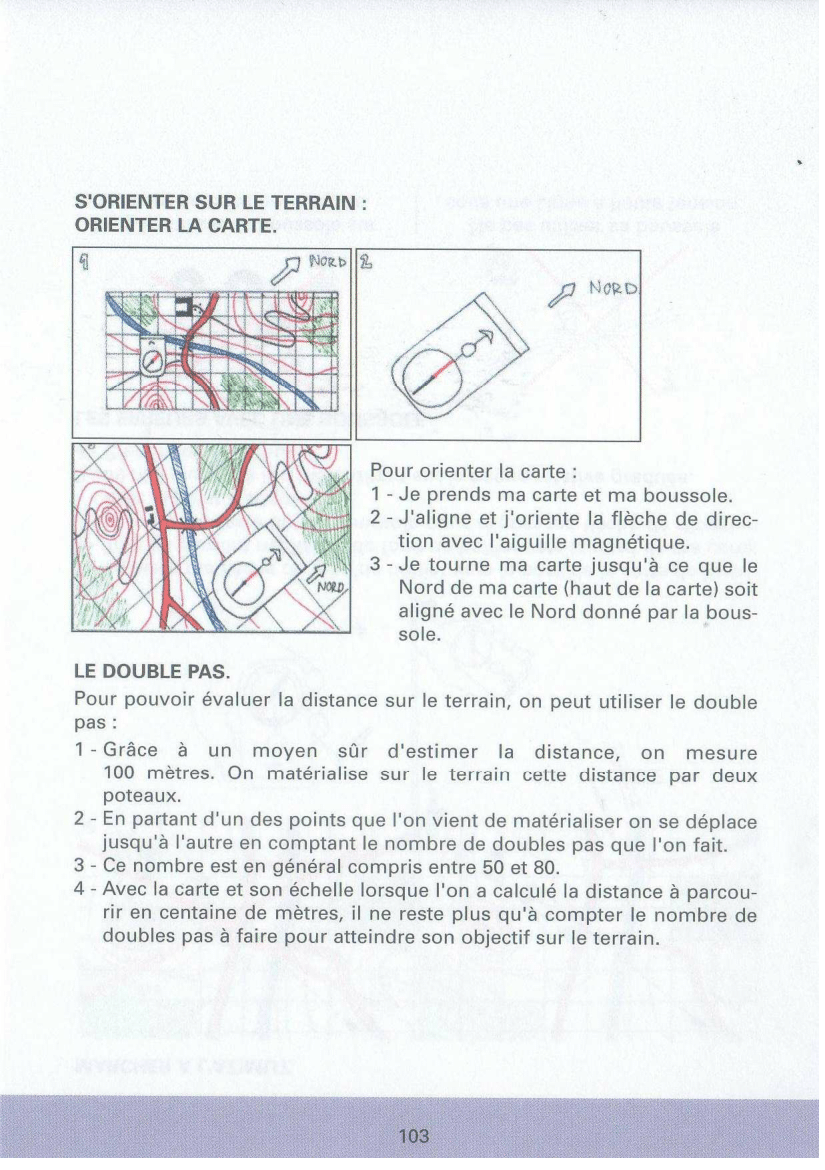 S'ORIENTER SUR LE TERRAIN :
ORIENTER LA CARTE.
1
NORD
2
NORD
NORD
Pour orienter la carte :
1 - Je prends ma carte et ma boussole.
2 - J'aligne et j'oriente la flèche de direc-
tion avec l'aiguille magnétique.
3 - Je tourne ma carte jusqu'à ce que le
Nord de ma carte (haut de la carte) soit
aligné avec le Nord donné par la bous-
sole.
LE DOUBLE PAS.
Pour pouvoir évaluer la distance sur le terrain, on peut utiliser le double
pas :
1 - Grâce à un moyen sûr d'estimer la distance, on mesure
100 mètres. On matérialise sur le terrain cette distance par deux
poteaux.
2 - En partant d'un des points que l'on vient de matérialiser on se déplace
jusqu'à l'autre en comptant le nombre de doubles pas que l'on fait.
3 - Ce nombre est en général compris entre 50 et 80.
4 - Avec la carte et son échelle lorsque l'on a calculé la distance à parcou-
rir en centaine de mètres, il ne reste plus qu'à compter le nombre de
doubles pas à faire pour atteindre son objectif sur le terrain.
103